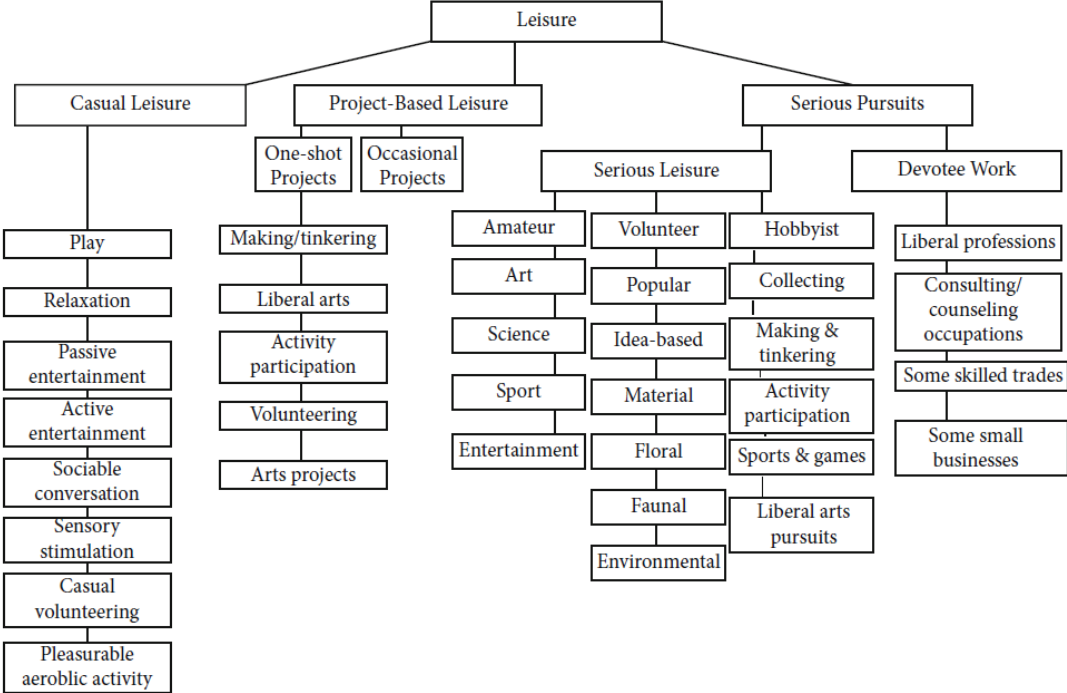 Leisure
Casual Leisure
Project-Based Leisure
Serious Pursuits
One-shot
Projects
Occasional
Projects
Serious Leisure
Devotee Work
Play
Relaxation
Passive
entertainment
Active
entertainment
Sociable
conversation
Sensory
stimulation
Casual
volunteering
Pleasurable
aeroblic activity
Making/tinkering
Liberal arts
Activity
participation
Volunteering
Arts projects
Amateur
Art
Science
Sport
Entertainment
Volunteer
Popular
Idea-based
Material
Floral
Faunal
Environmental
Hobbyist
Collecting
Making &
tinkering
Activity
participation
Sports & games
Liberal arts
pursuits
Liberal professions
Consulting/
counseling
occupations
Some skilled trades
Some small
businesses